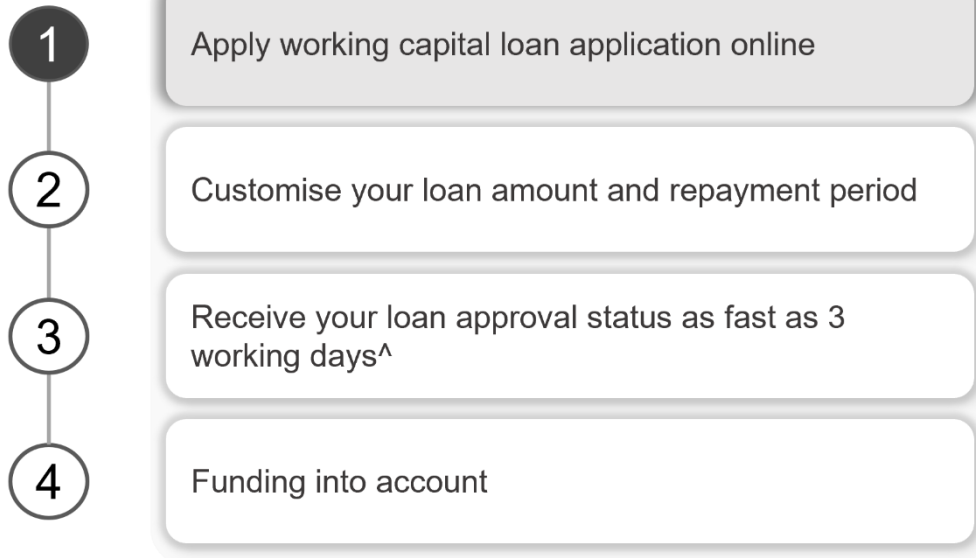 1
Apply working capital loan application online
2
Customise your loan amount and repayment period
3
Receive your loan approval status as fast as 3
working days^
4
Funding into account